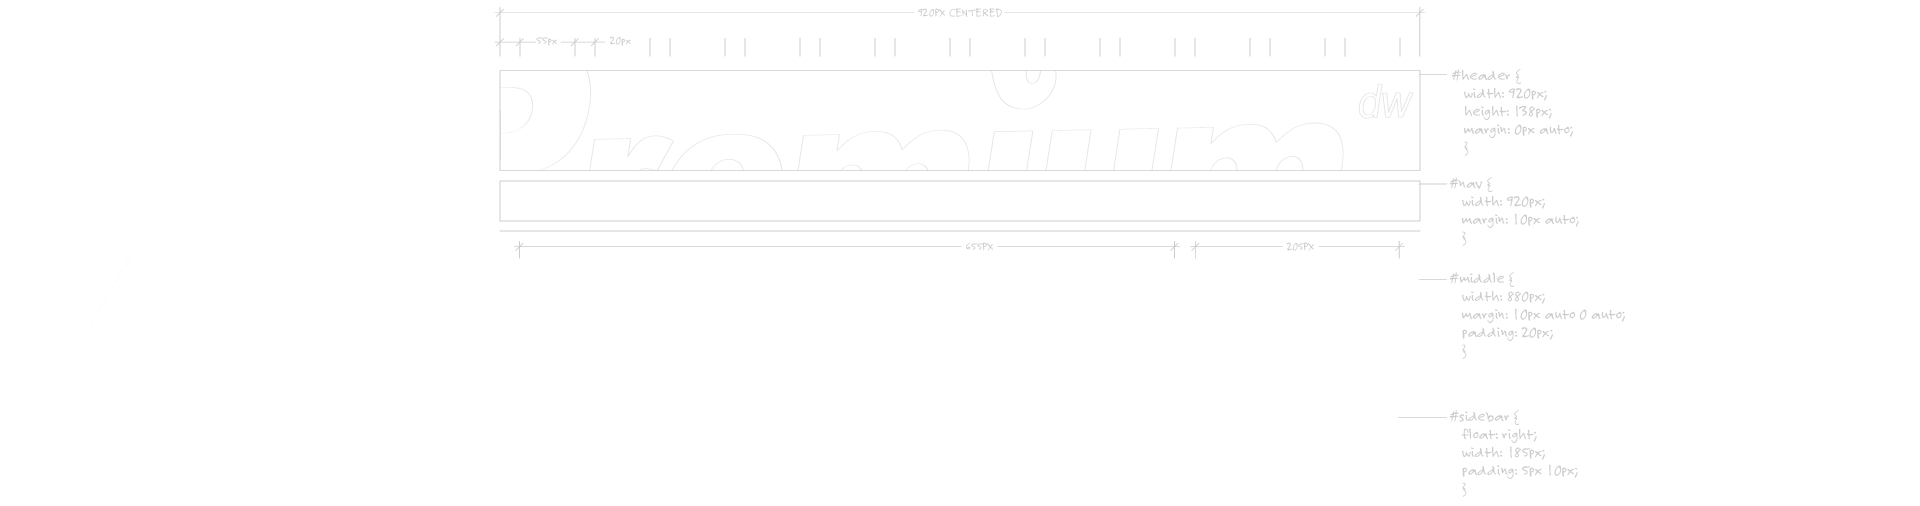 920PX CENTERED
55px 20px
Premium
dw
#header {
width: 920px;
height: 138px;
margin: 0px auto;
}
#nav {
width: 920px;
margin: 10px auto;
}
655PX 205PX
#middle {
width: 880px;
margin: 10px auto 0 auto;
padding: 20px;
}
#sidebar {
float: right;
width: 185px;
padding: 5px 10px;
}